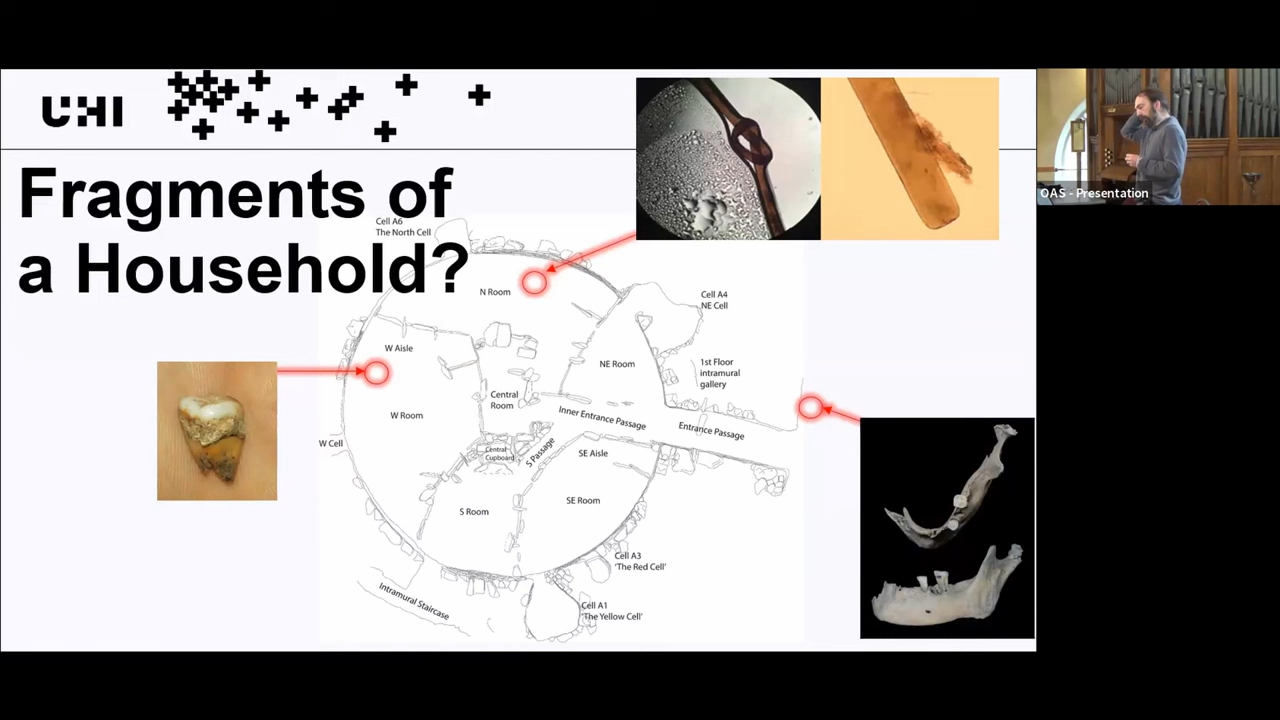 UHI
Fragments of
a Household?
Cell A6
The North Cell
N Room
Cell A4
NE Cell
W Aisle
NE Room
1st Floor
intramural
gallery
Central
Room
W Room
Inner Entrance Passage
Entrance Passage
W Cell
Central
Cupboard
S Passage
SE Aisle
SE Room
S Room
Cell A3
'The Red Cell'
Intramural Staircase
Cell A1
'The Yellow Cell'
OAS - Presentation